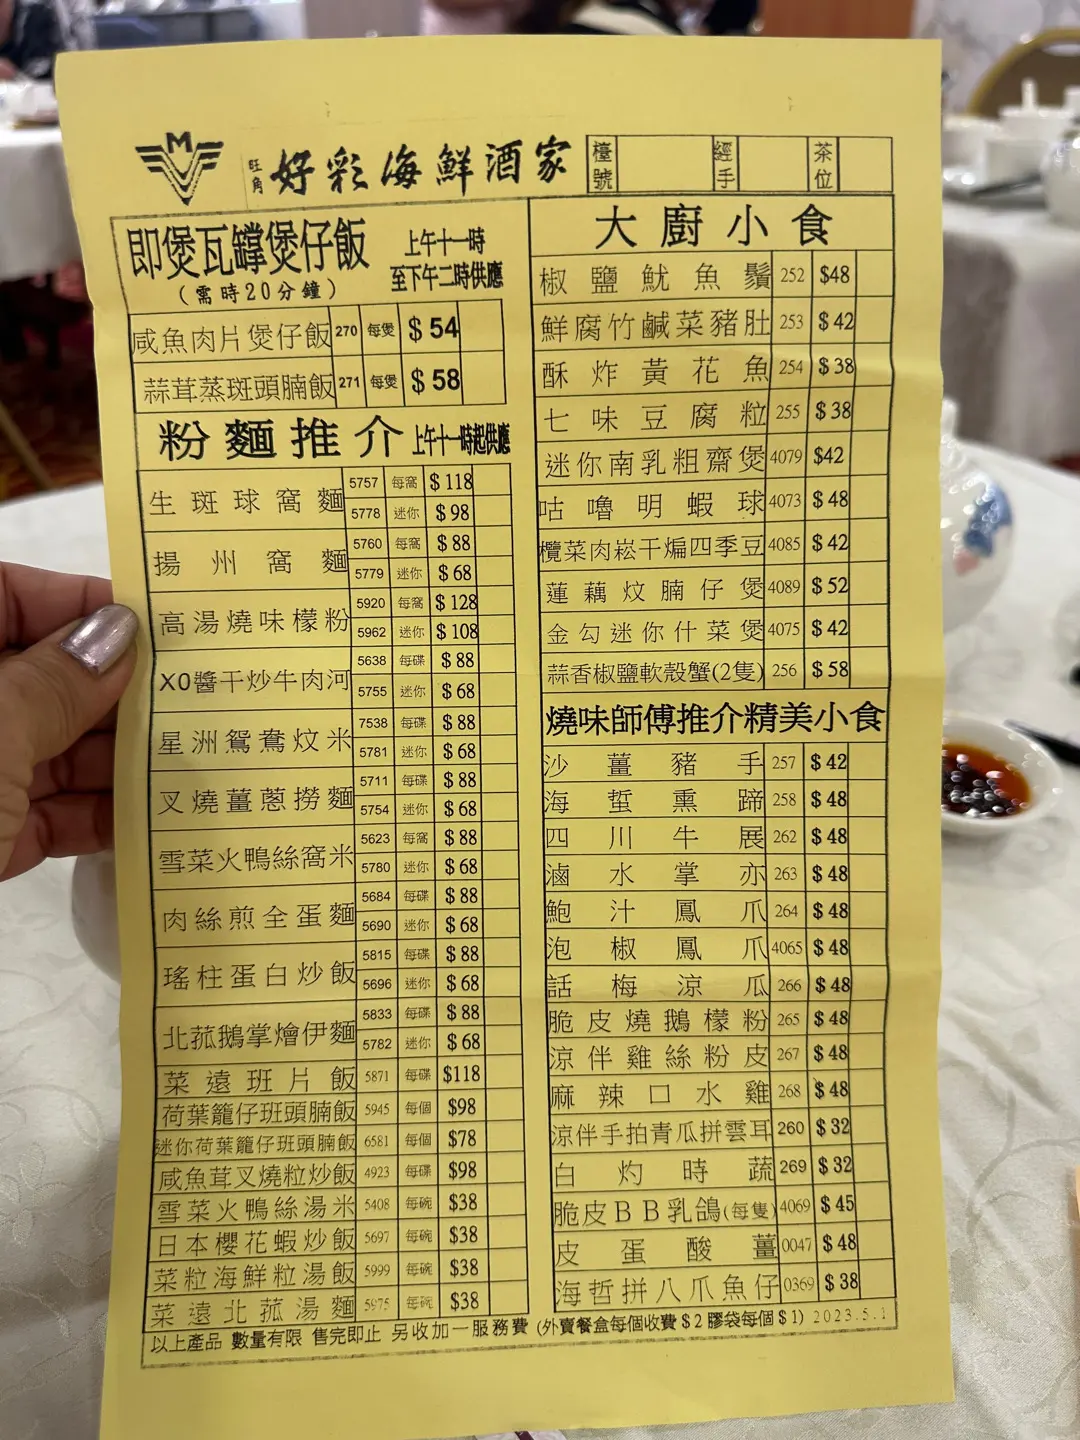 M
旺角 好彩海鮮酒家
檯號 經手 茶位
即煲瓦罉煲仔飯 上午十一時
至下午二時供應
(需時20分鐘)
咸魚肉片煲仔飯 270 每煲 $54
蒜茸蒸斑頭腩飯 271 每煲 $58
粉麵推介 上午十一時起供應
生斑球窩麵 5757 每窩 $118
5778 迷你 $98
揚州窩麵 5760 每窩 $88
5779 迷你 $68
高湯燒味檬粉 5920 每窩 $128
5962 迷你 $108
XO醬干炒牛肉河 5638 每碟 $88
5755 迷你 $68
星洲鴛鴦炆米 7538 每碟 $88
5781 迷你 $68
叉燒薑蔥撈麵 5711 每碟 $88
5754 迷你 $68
雪菜火鴨絲窩米 5623 每窩 $88
5780 迷你 $68
肉絲煎全蛋麵 5684 每碟 $88
5690 迷你 $68
瑤柱蛋白炒飯 5815 每碟 $88
5696 迷你 $68
北菰鵝掌燴伊麵 5833 每碟 $88
5782 迷你 $68
菜遠班片飯 5871 每碟 $118
荷葉籠仔班頭腩飯 5945 每個 $98
迷你荷葉籠仔班頭腩飯 6581 每個 $78
咸魚茸叉燒粒炒飯 4923 每碟 $98
雪菜火鴨絲湯米 5408 每碗 $38
日本櫻花蝦炒飯 5697 每碗 $38
菜粒海鮮粒湯飯 5999 每碗 $38
菜遠北菰湯麵 5975 每碗 $38
大廚小食
椒鹽魷魚鬚 252 $48
鮮腐竹鹹菜豬肚 253 $42
酥炸黃花魚 254 $38
七味豆腐粒 255 $38
迷你南乳粗齋煲 4079 $42
咕嚕明蝦球 4073 $48
欖菜肉崧干煸四季豆 4085 $42
蓮藕炆腩仔煲 4089 $52
金勾迷你什菜煲 4075 $42
蒜香椒鹽軟殼蟹(2隻) 256 $58
燒味師傅推介精美小食
沙薑豬手 257 $42
海蜇熏蹄 258 $48
四川牛展 262 $48
滷水掌亦 263 $48
鮑汁鳳爪 264 $48
泡椒鳳爪 4065 $48
話梅涼瓜 266 $48
脆皮燒鵝檬粉 265 $48
涼伴雞絲粉皮 267 $48
麻辣口水雞 268 $48
涼伴手拍青瓜拼雲耳 260 $32
白灼時蔬 269 $32
脆皮BB乳鴿(每隻) 4069 $45
皮蛋酸薑 0047 $48
海哲拼八爪魚仔 0369 $38
以上產品 數量有限 售完即止 另收加一服務費 (外賣餐盒每個收費$2膠袋每個$1) 2023.5.1